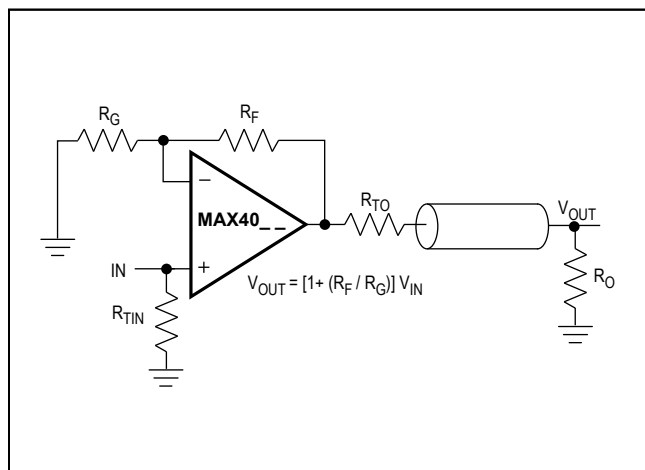 R_G
R_F
MAX40_ _
R_TO
V_OUT
IN
V_OUT = [1+ (R_F / R_G)] V_IN
R_TIN
R_O